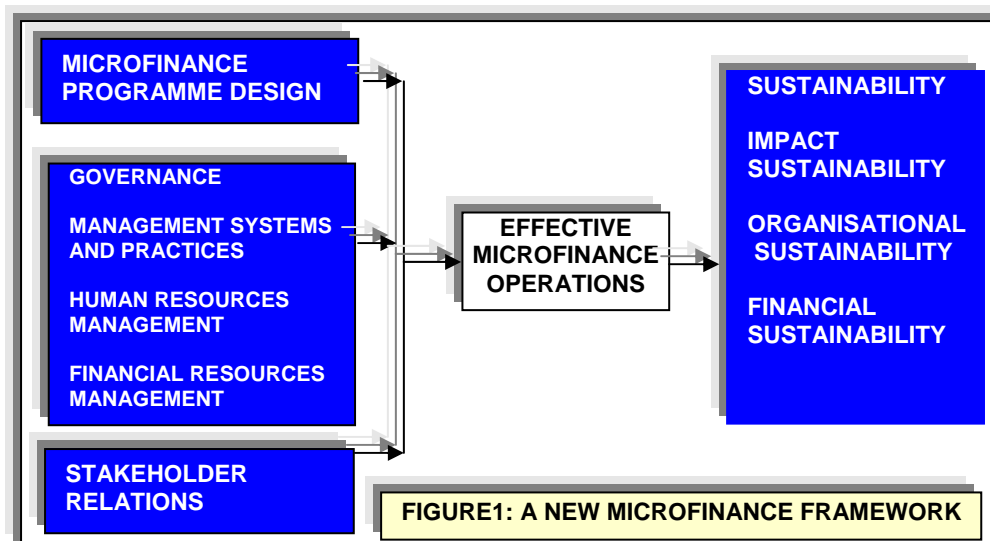 MICROFINANCE
PROGRAMME DESIGN
GOVERNANCE
MANAGEMENT SYSTEMS
AND PRACTICES
HUMAN RESOURCES
MANAGEMENT
FINANCIAL RESOURCES
MANAGEMENT
STAKEHOLDER
RELATIONS
EFFECTIVE
MICROFINANCE
OPERATIONS
SUSTAINABILITY
IMPACT
SUSTAINABILITY
ORGANISATIONAL
SUSTAINABILITY
FINANCIAL
SUSTAINABILITY
FIGURE1: A NEW MICROFINANCE FRAMEWORK